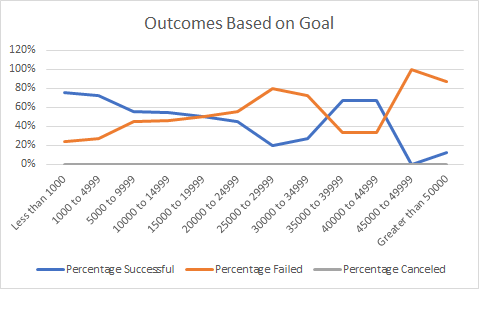 Outcomes Based on Goal
120%
100%
80%
60%
40%
20%
0%
Less than 1000
1000 to 4999
5000 to 9999
10000 to 14999
15000 to 19999
20000 to 24999
25000 to 29999
30000 to 34999
35000 to 39999
40000 to 44999
45000 to 49999
Greater than 50000
Percentage Successful Percentage Failed Percentage Canceled